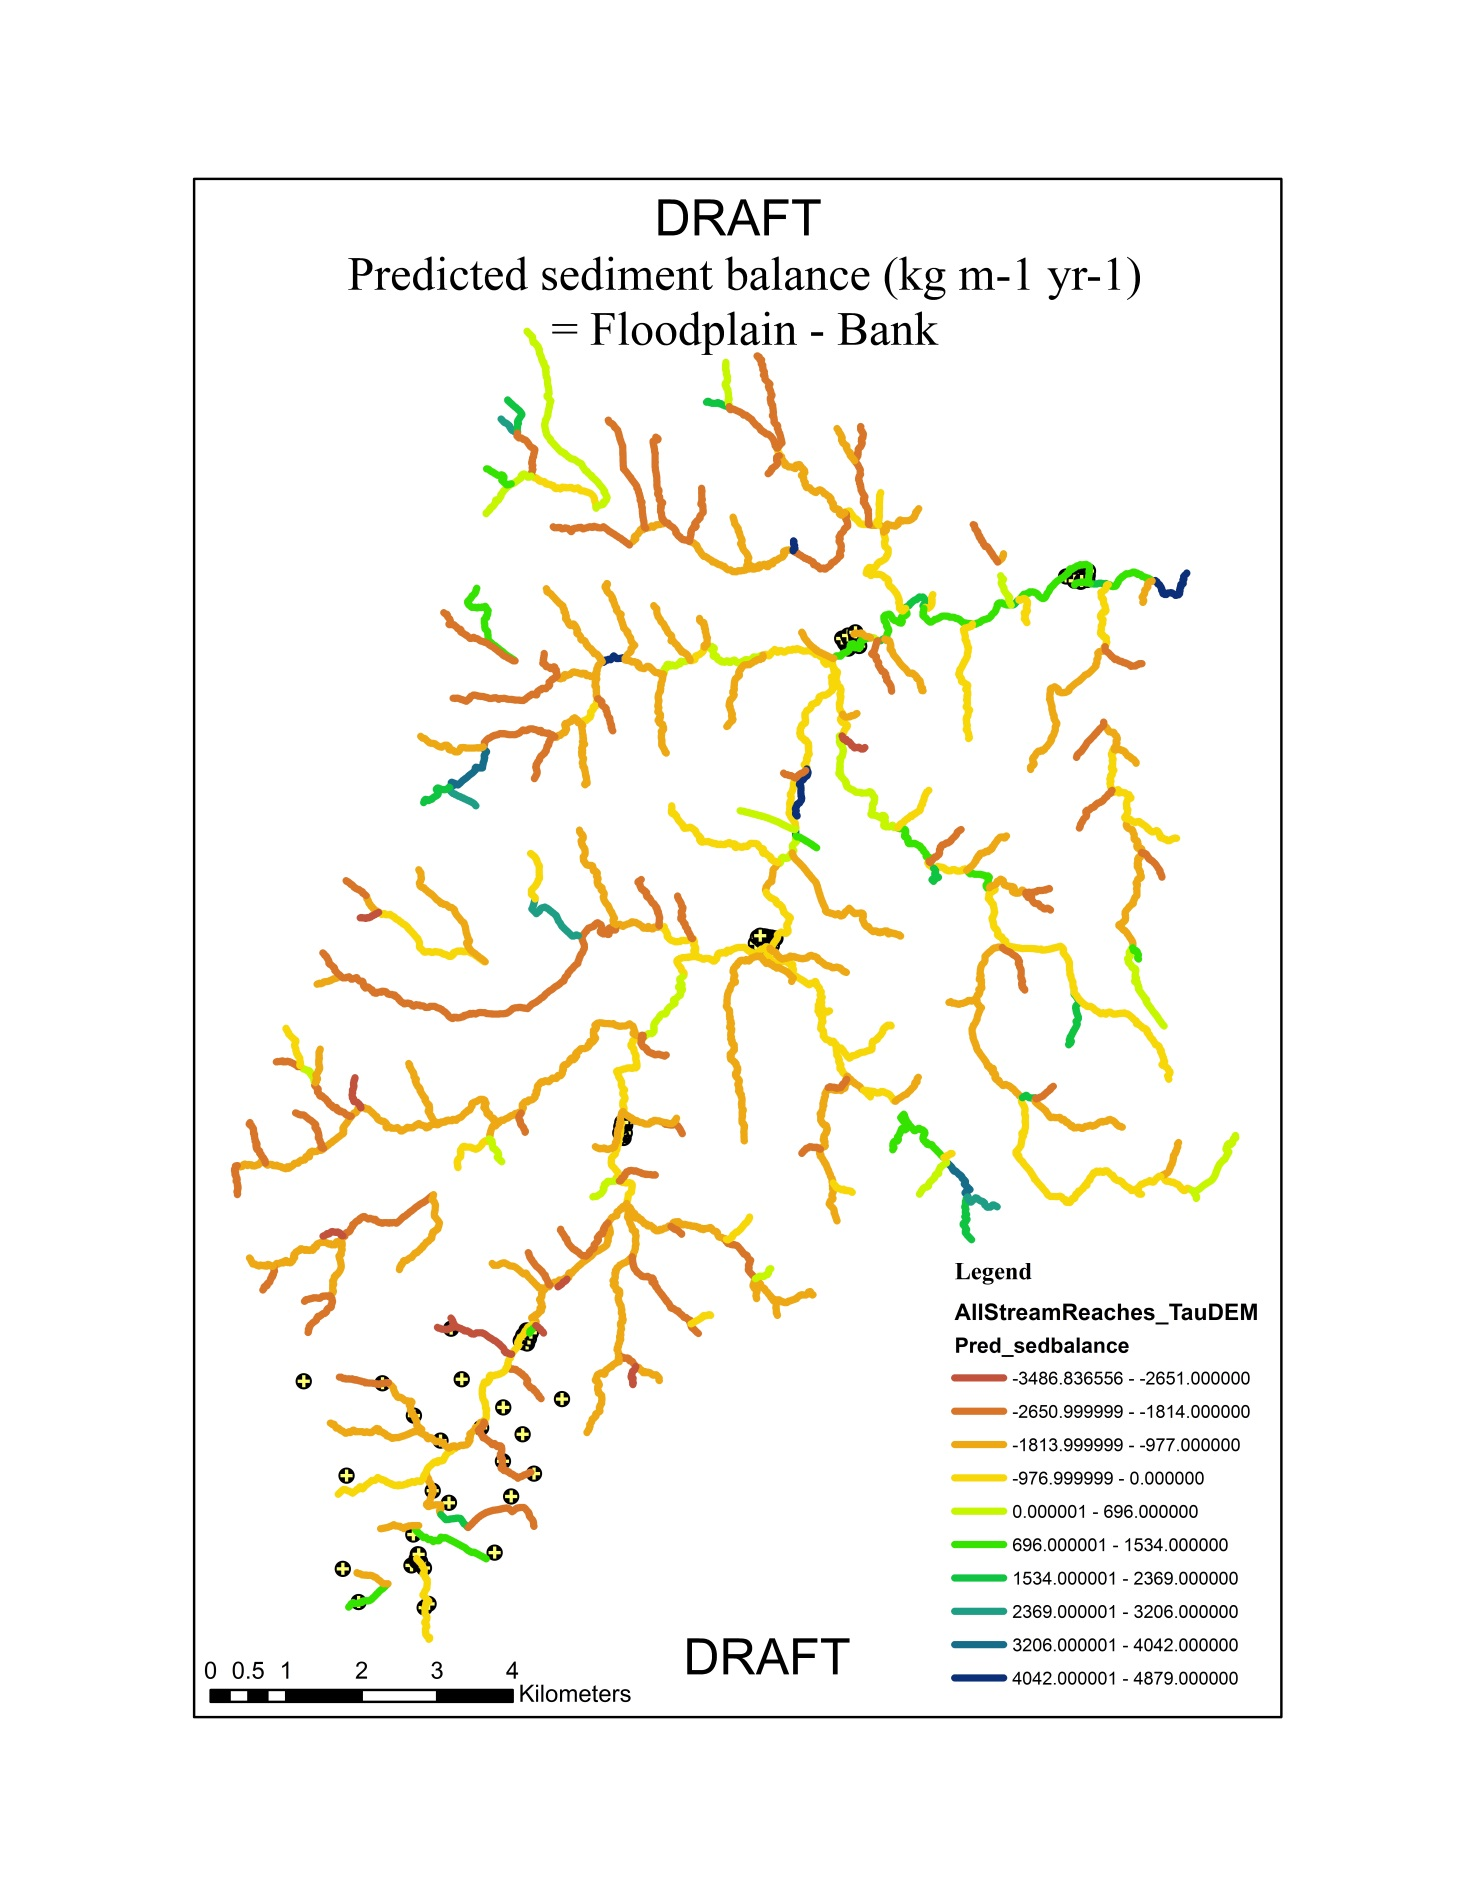 DRAFT
Predicted sediment balance (kg m-1 yr-1)
= Floodplain - Bank
Legend
AllStreamReaches_TauDEM
Pred_sedbalance
-3486.836556 - -2651.000000
-2650.999999 - -1814.000000
-1813.999999 - -977.000000
-976.999999 - 0.000000
0.000001 - 696.000000
696.000001 - 1534.000000
1534.000001 - 2369.000000
2369.000001 - 3206.000000
3206.000001 - 4042.000000
4042.000001 - 4879.000000
DRAFT
0 0.5 1 2 3 4
Kilometers